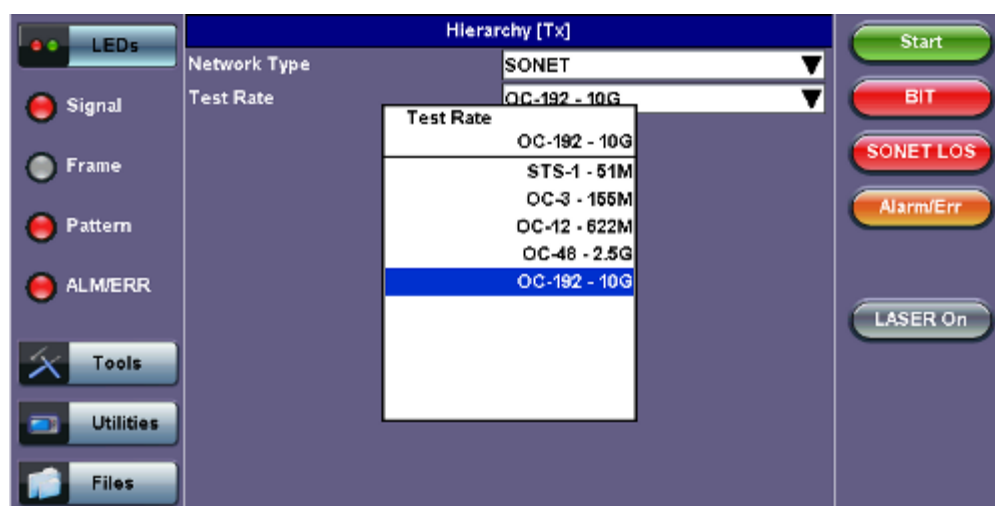 LEDs
Signal
Frame
Pattern
ALM/ERR
Tools
Utilities
Files
Hierarchy [Tx]
Network Type SONET
Test Rate OC-192 - 10G
Test Rate
OC-192 - 10G
STS-1 - 51M
OC-3 - 155M
OC-12 - 622M
OC-48 - 2.5G
OC-192 - 10G
Start
BIT
SONET LOS
Alarm/Err
LASER On